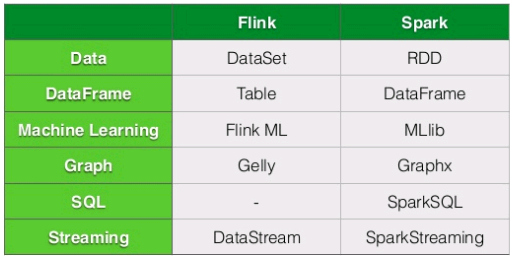 Flink Spark
Data DataSet RDD
DataFrame Table DataFrame
Machine Learning Flink ML MLlib
Graph Gelly Graphx
SQL - SparkSQL
Streaming DataStream SparkStreaming